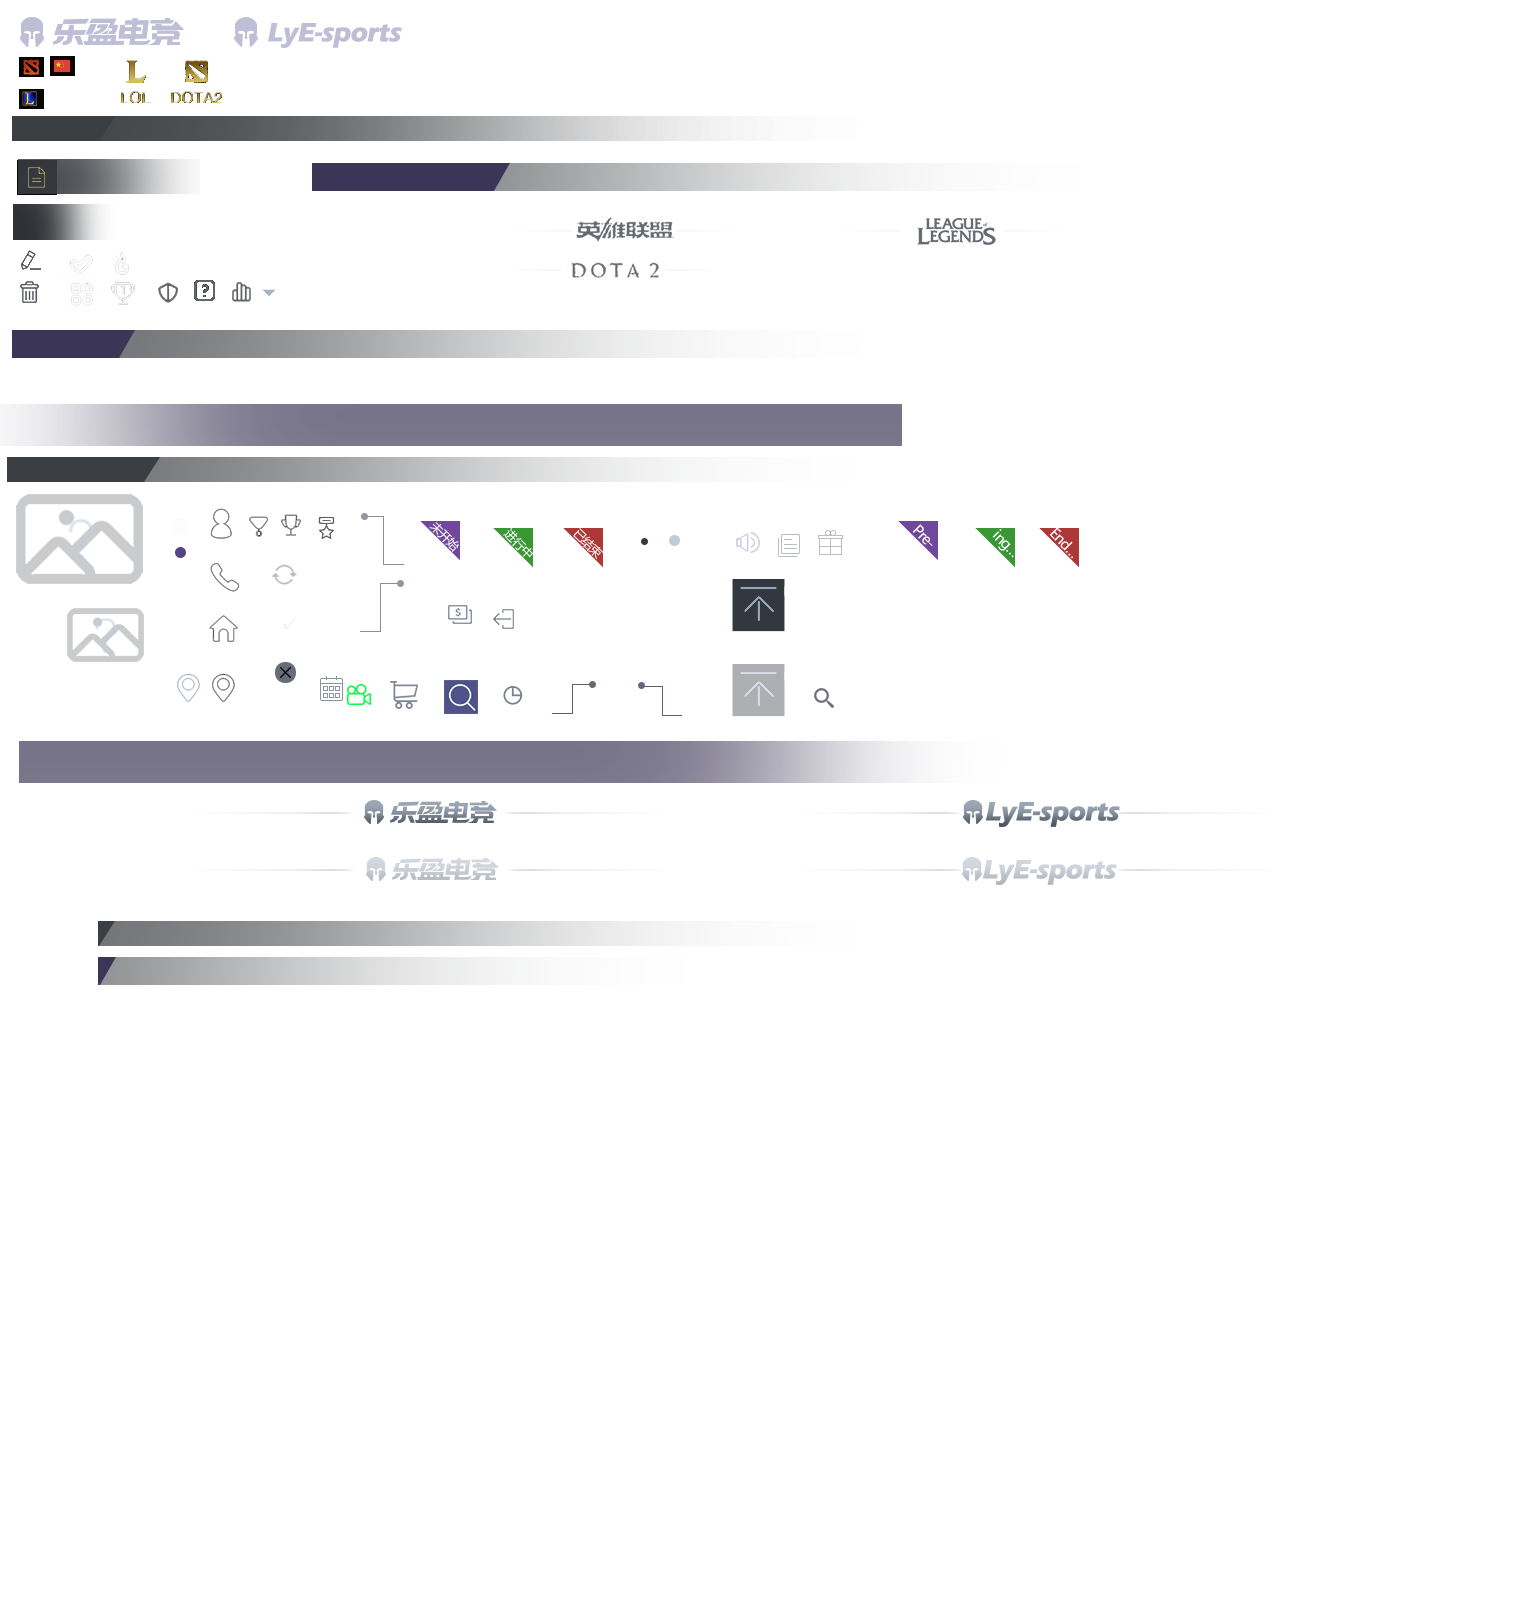 乐盈电竞
LyE-sports
L
L
LOL
DOTA2
英雄联盟
LEAGUE of LEGENDS
DOTA 2
1
?
未开始
进行中
已结束
Pre-
ing...
End...
$
乐盈电竞
LyE-sports
乐盈电竞
LyE-sports